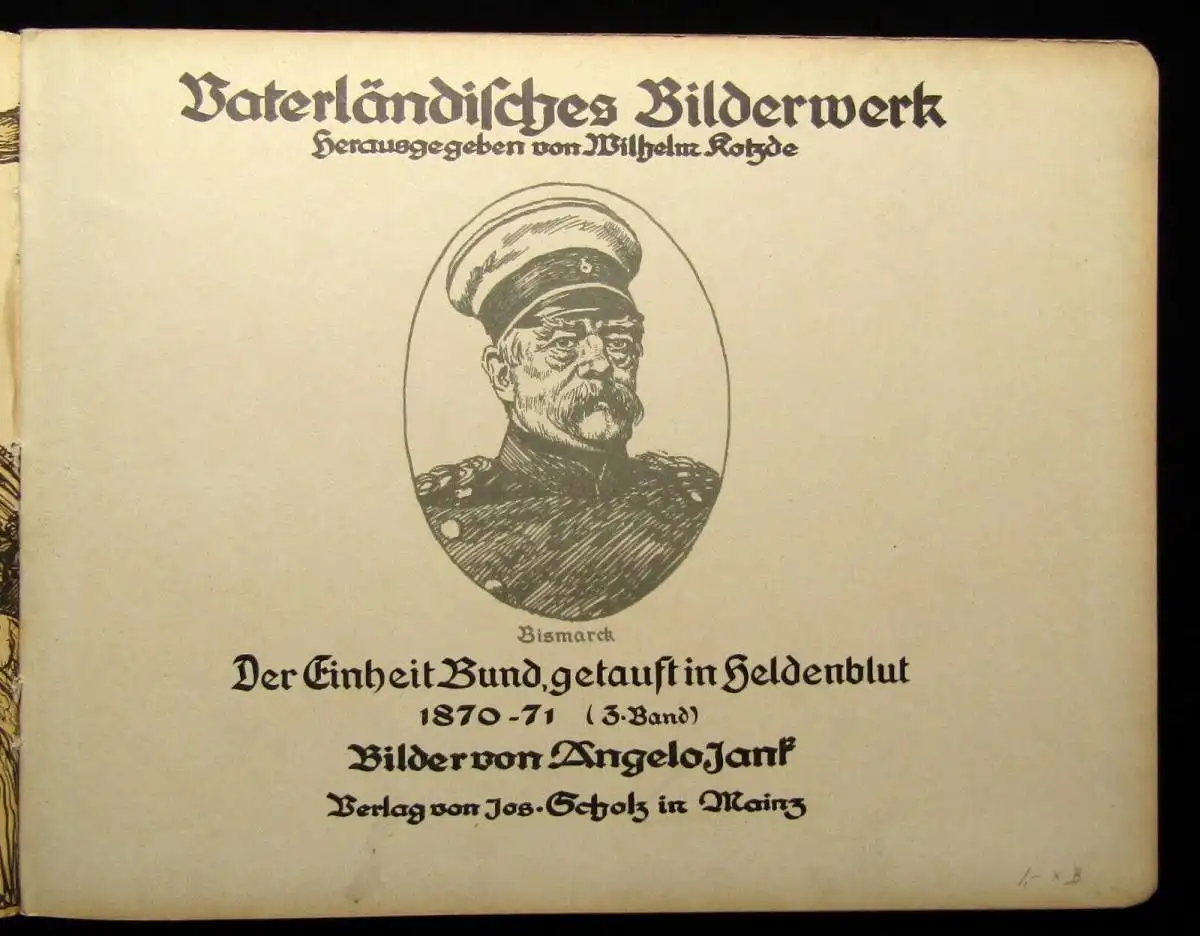 Vaterländisches Bilderwerk
Herausgegeben von Wilhelm Kotzde
Bismarck
Der Einheit Bund, getauft in Heldenblut
1870-71 (3. Band)
Bilder von Angelo Jank
Verlag von Jos. Scholz in Mainz
1,- x B